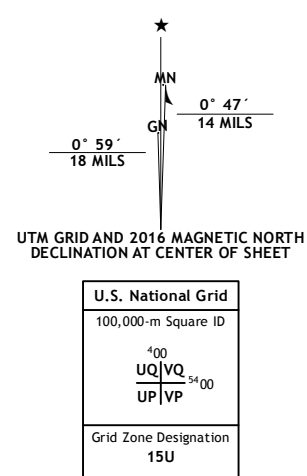 MN
0° 47´
14 MILS
GN
0° 59´
18 MILS
UTM GRID AND 2016 MAGNETIC NORTH
DECLINATION AT CENTER OF SHEET
U.S. National Grid
100,000-m Square ID
400
UQ VQ
5400
UP VP
Grid Zone Designation
15U